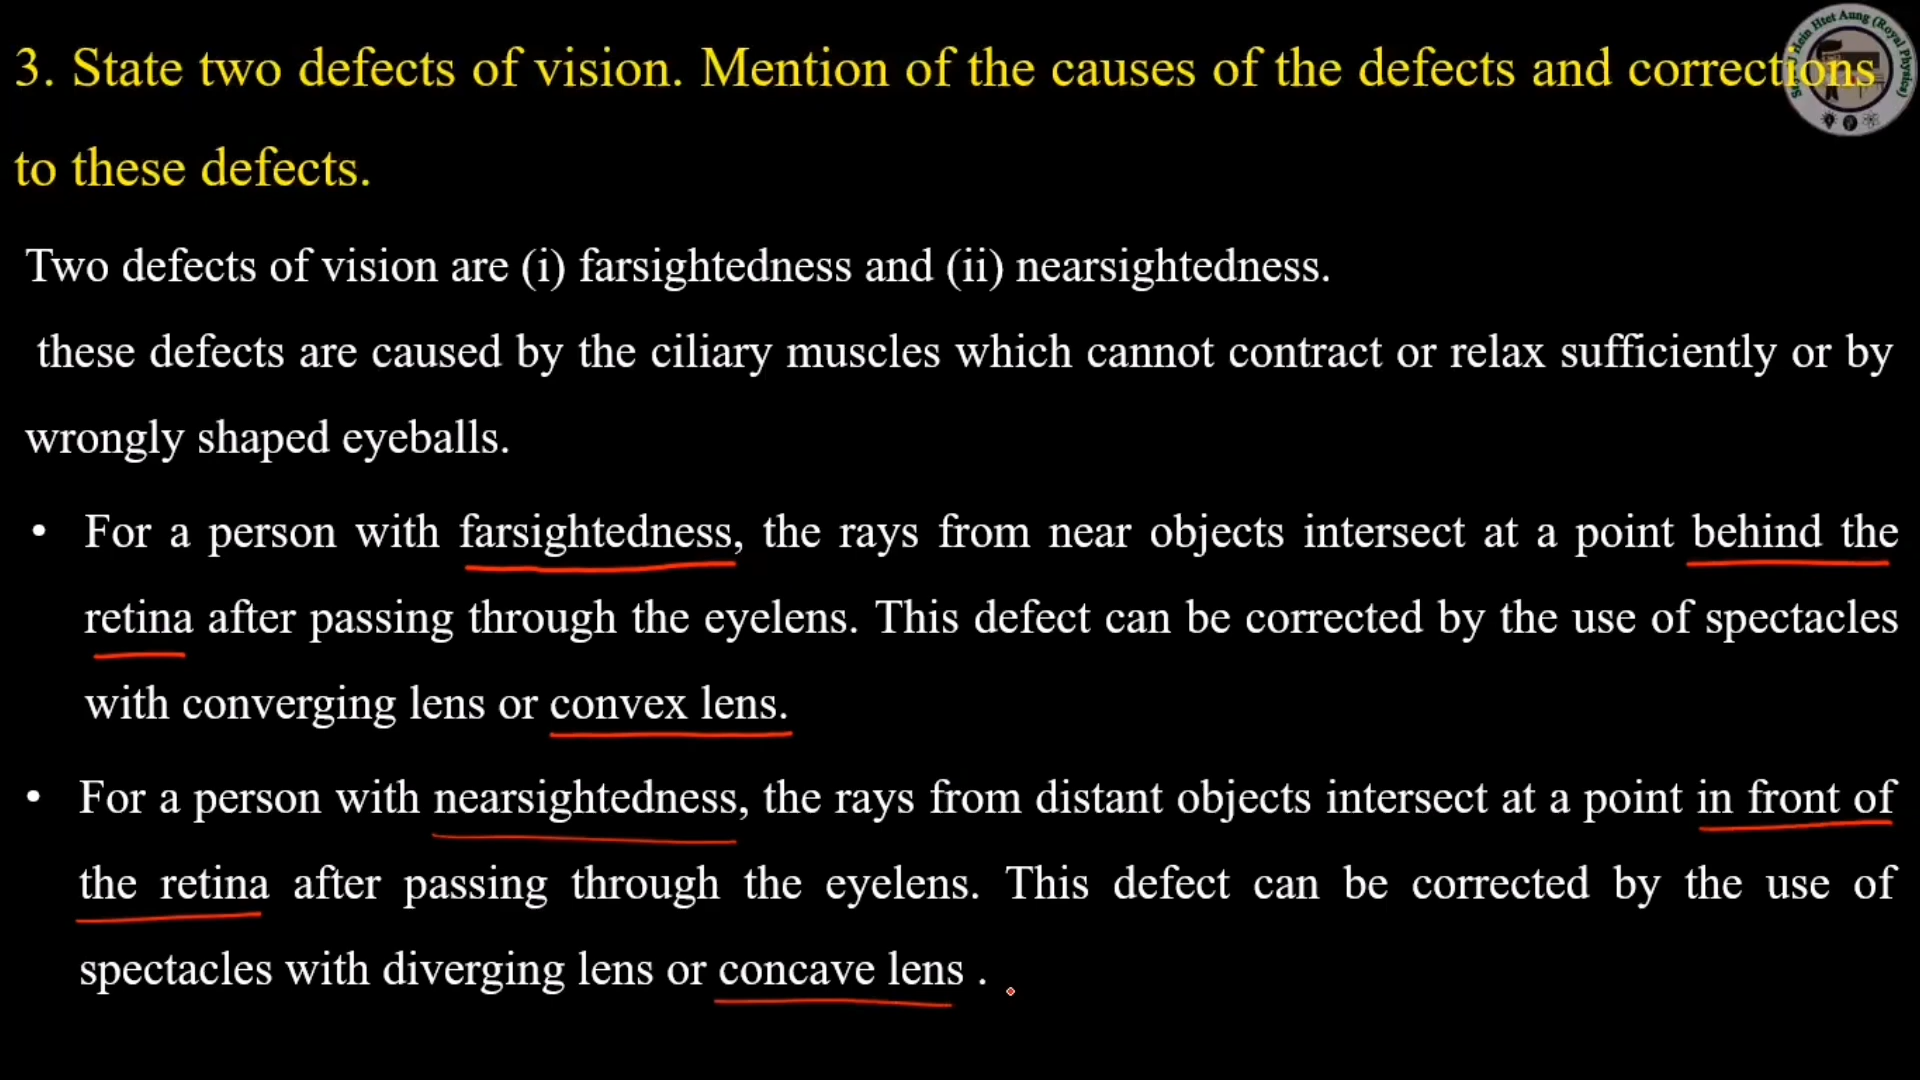 3. State two defects of vision. Mention of the causes of the defects and corrections
to these defects.
Two defects of vision are (i) farsightedness and (ii) nearsightedness.
these defects are caused by the ciliary muscles which cannot contract or relax sufficiently or by
wrongly shaped eyeballs.
• For a person with farsightedness, the rays from near objects intersect at a point behind the
retina after passing through the eyelens. This defect can be corrected by the use of spectacles
with converging lens or convex lens.
• For a person with nearsightedness, the rays from distant objects intersect at a point in front of
the retina after passing through the eyelens. This defect can be corrected by the use of
spectacles with diverging lens or concave lens .
Hein Htet Aung (Royal Physics)